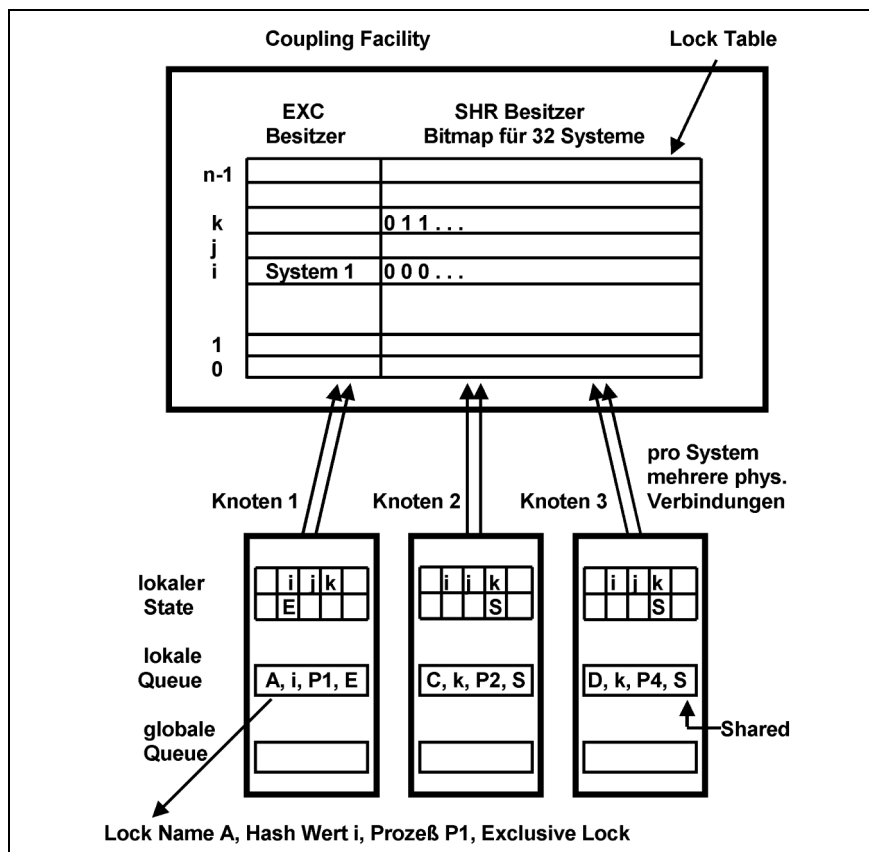 Coupling Facility
Lock Table
EXC
Besitzer
SHR Besitzer
Bitmap für 32 Systeme
n-1
k
0 1 1 . . .
j
i
System 1
0 0 0 . . .
1
0
pro System
mehrere phys.
Verbindungen
Knoten 1
Knoten 2
Knoten 3
lokaler
State
i j k
E
i j k
S
i j k
S
lokale
Queue
A, i, P1, E
C, k, P2, S
D, k, P4, S
globale
Queue
Shared
Lock Name A, Hash Wert i, Prozeß P1, Exclusive Lock